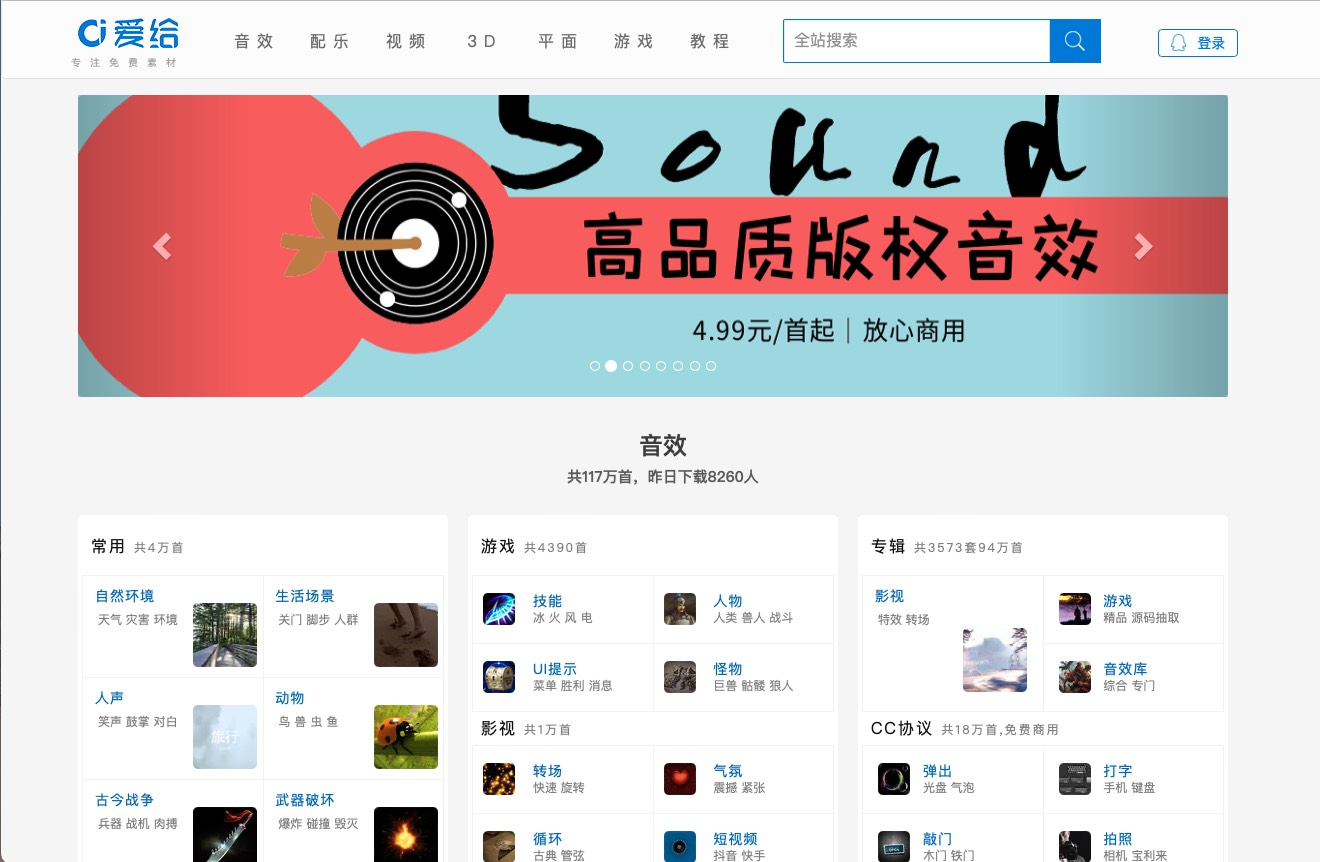 爱给
专注免费素材
音效 配乐 视频 3D 平面 游戏 教程
全站搜索
登录
Sound
高品质版权音效
4.99元/首起｜放心商用
音效
共117万首，昨日下载8260人
常用 共4万首
自然环境
天气 灾害 环境
生活场景
关门 脚步 人群
人声
笑声 鼓掌 对白
旅行
动物
鸟 兽 虫 鱼
古今战争
兵器 战机 肉搏
武器破坏
爆炸 碰撞 毁灭
游戏 共4390首
技能
冰 火 风 电
人物
人类 兽人 战斗
UI提示
菜单 胜利 消息
怪物
巨兽 骷髅 狼人
影视 共1万首
转场
快速 旋转
气氛
震撼 紧张
循环
古典 管弦
短视频
抖音 快手
专辑 共3573套94万首
影视
特效 转场
游戏
精品 源码抽取
音效库
综合 专门
CC协议 共18万首,免费商用
弹出
光盘 气泡
打字
手机 键盘
敲门
木门 铁门
拍照
相机 宝利来